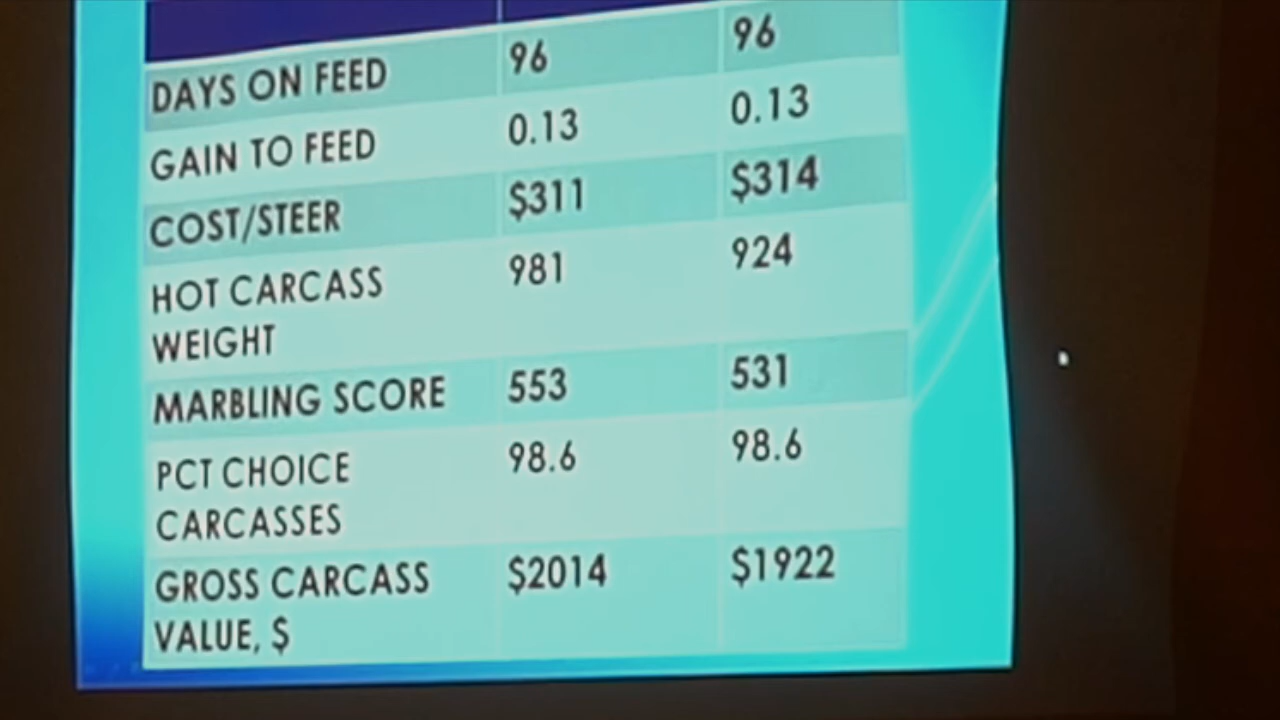 DAYS ON FEED 96 96
GAIN TO FEED 0.13 0.13
COST/STEER $311 $314
HOT CARCASS 981 924
WEIGHT
MARBLING SCORE 553 531
PCT CHOICE 98.6 98.6
CARCASSES
GROSS CARCASS $2014 $1922
VALUE, $